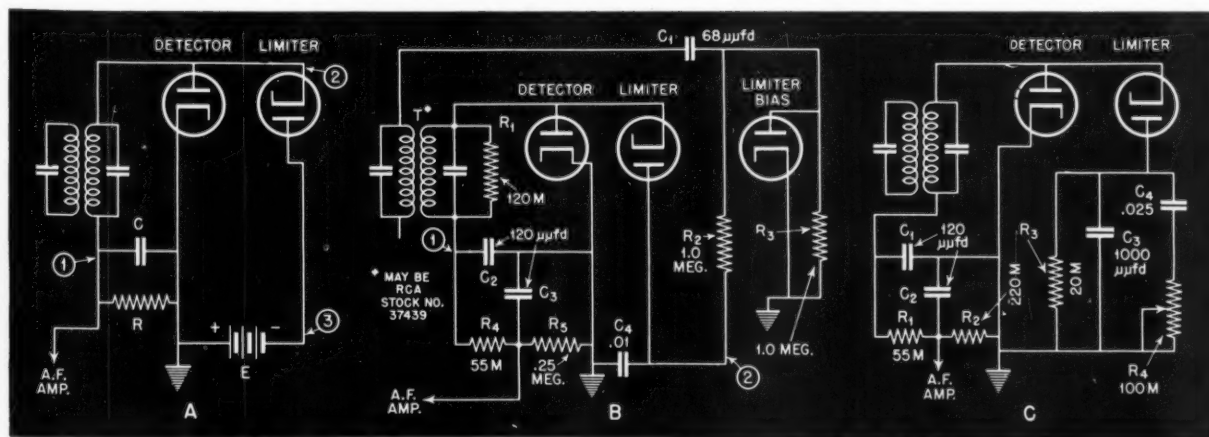 DETECTOR
LIMITER
2
1
C
R
3
+
-
E
A.F.
AMP.
A
C₁
68 µµfd
DETECTOR
LIMITER
LIMITER
BIAS
T*
R₁
120 M
1
120 µµfd
C₂
C₃
* MAY BE
RCA
STOCK NO.
37439
R₂
1.0
MEG.
R₃
R₄
55 M
R₅
.25
MEG.
C₄
.01
2
1.0 MEG.
A.F.
AMP.
B
DETECTOR
LIMITER
C₁
120
µµfd
C₂
R₁
55 M
R₂
220 M
R₃
20 M
C₄
.025
C₃
1000
µµfd
R₄
100 M
A.F.
AMP.
C